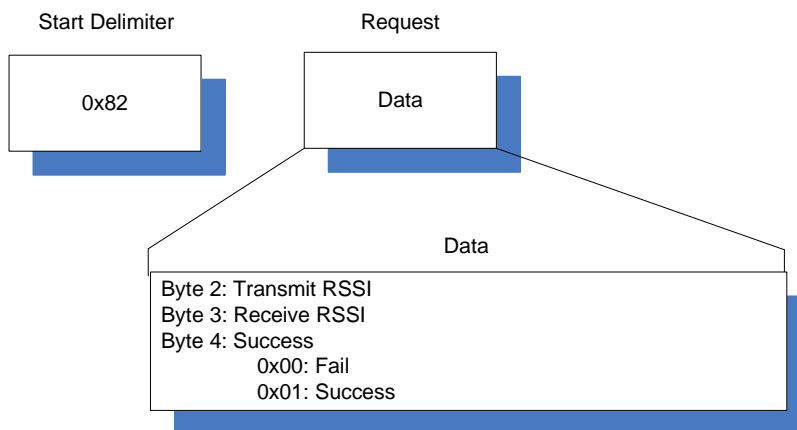 Start Delimiter
Request
0x82
Data
Data
Byte 2: Transmit RSSI
Byte 3: Receive RSSI
Byte 4: Success
0x00: Fail
0x01: Success